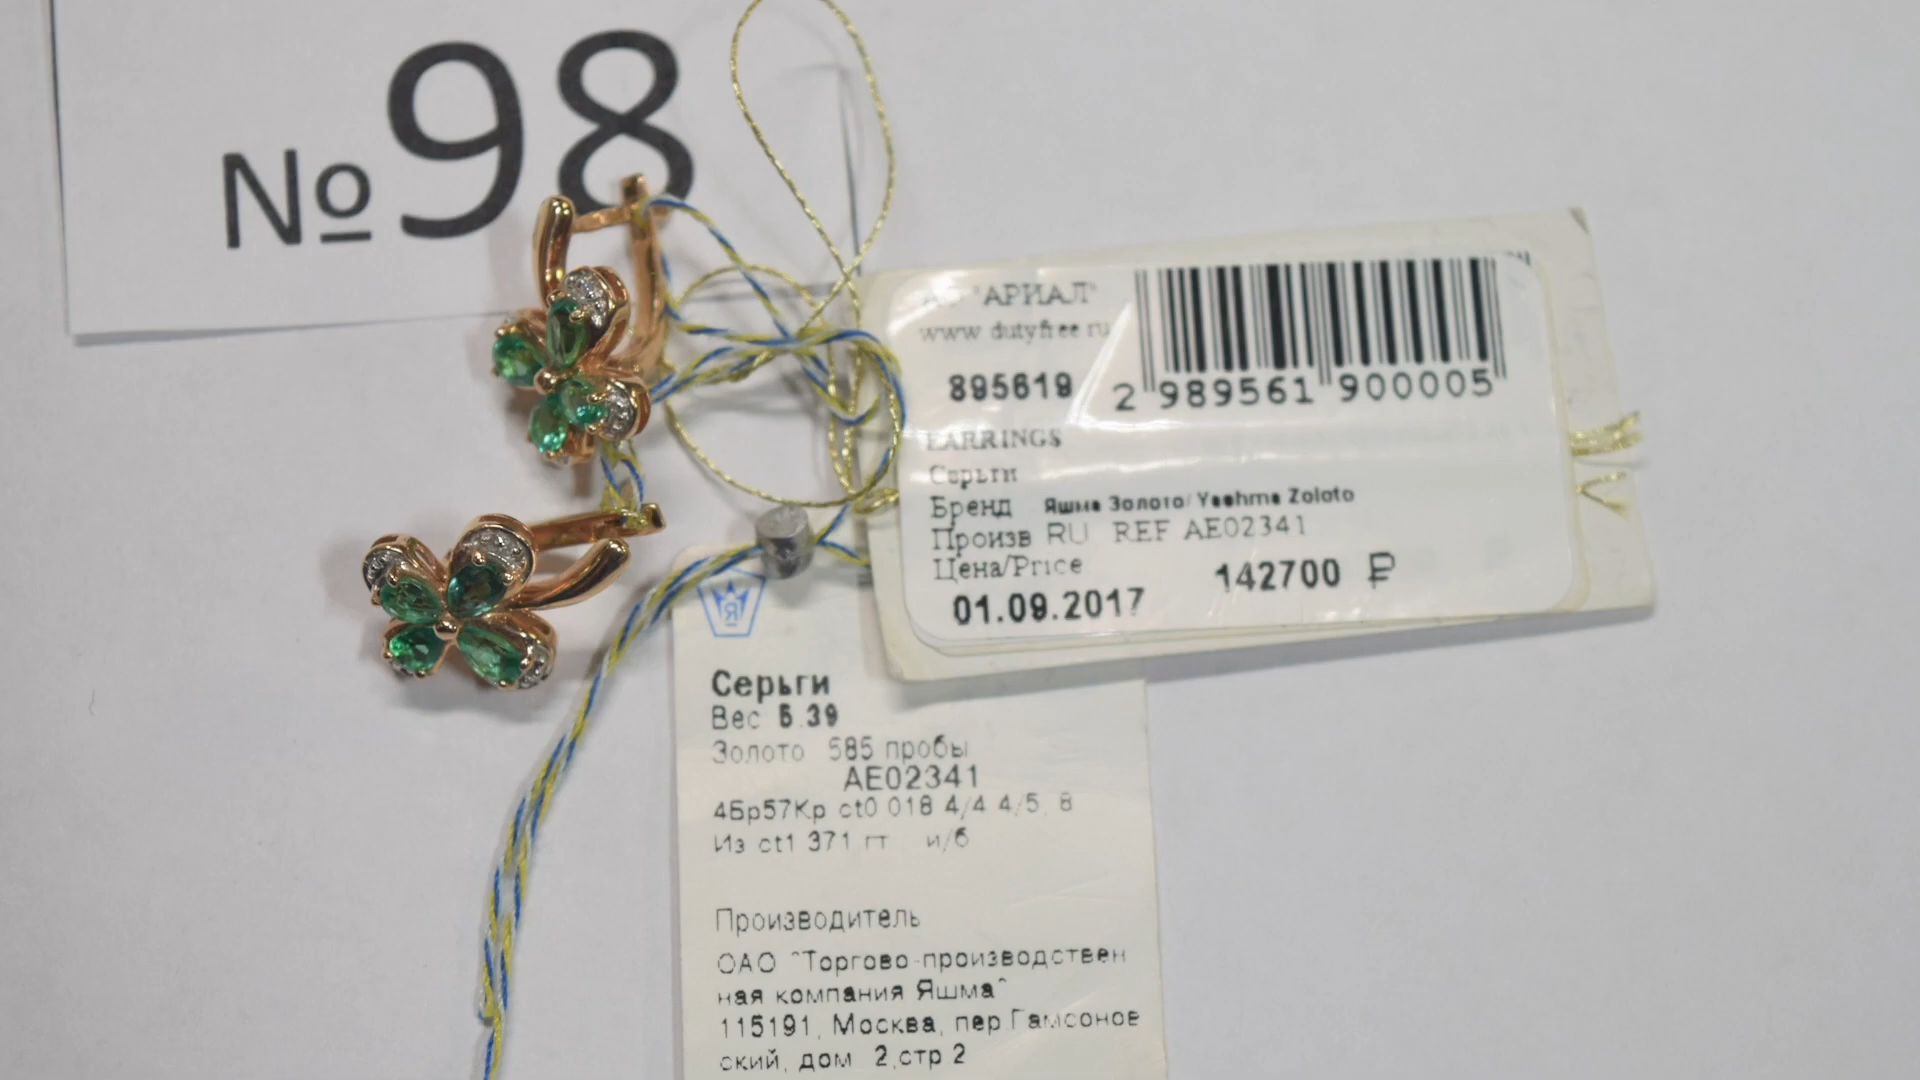 №98
АО "АРИАЛ"
www dutyfree ru
895619
2 989561 900005
EARRINGS
Серьги
Бренд Яшма Золото/ Yashma Zoloto
Произв RU REF AE02341
Цена/Price
142700 ₽
01.09.2017
Серьги
Вес 5.39
Золото 585 пробы
AE02341
4Бр57Кр ct0 018 4/4 4/5, 8
Из ct1 371 гт и/б
Производитель
ОАО "Торгово-производствен
ная компания Яшма"
115191, Москва, пер.Гамсонов
ский, дом 2,стр 2